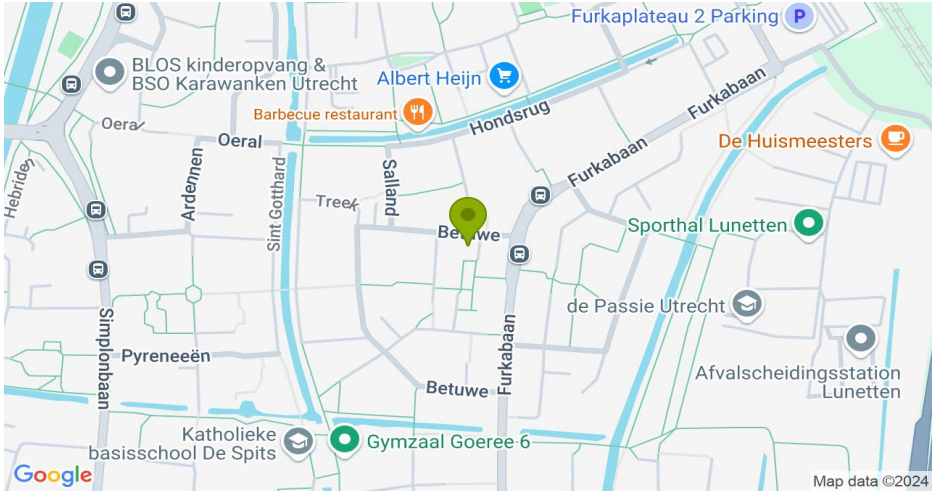 Furkaplateau 2 Parking
P
BLOS kinderopvang &
BSO Karawanken Utrecht
Albert Heijn
Barbecue restaurant
Hondsrug
Furkabaan
Furkabaan
De Huismeesters
Oeral
Oeral
Hebriden
Ardennen
Sint Gotthard
Salland
Treek
Betuwe
Sporthal Lunetten
de Passie Utrecht
Simplonbaan
Pyreneeën
Furkabaan
Betuwe
Afvalscheidingsstation
Lunetten
Katholieke
basisschool De Spits
Gymzaal Goeree 6
Google
Map data ©2024